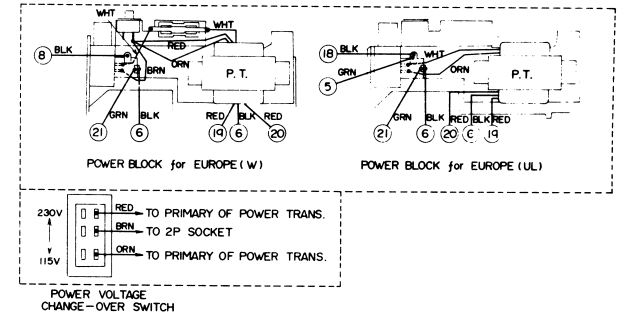 WHT
WHT
RED
8 BLK
ORN
BRN
P. T.
GRN BLK RED BLK RED
21 6 19 6 20
POWER BLOCK for EUROPE (W)
18 BLK
WHT
GRN
ORN
5
P. T.
GRN BLK RED BLK RED
21 6 20 6 19
POWER BLOCK for EUROPE (UL)
230V
RED TO PRIMARY OF POWER TRANS.
BRN TO 2P SOCKET
ORN TO PRIMARY OF POWER TRANS.
115V
POWER VOLTAGE
CHANGE-OVER SWITCH